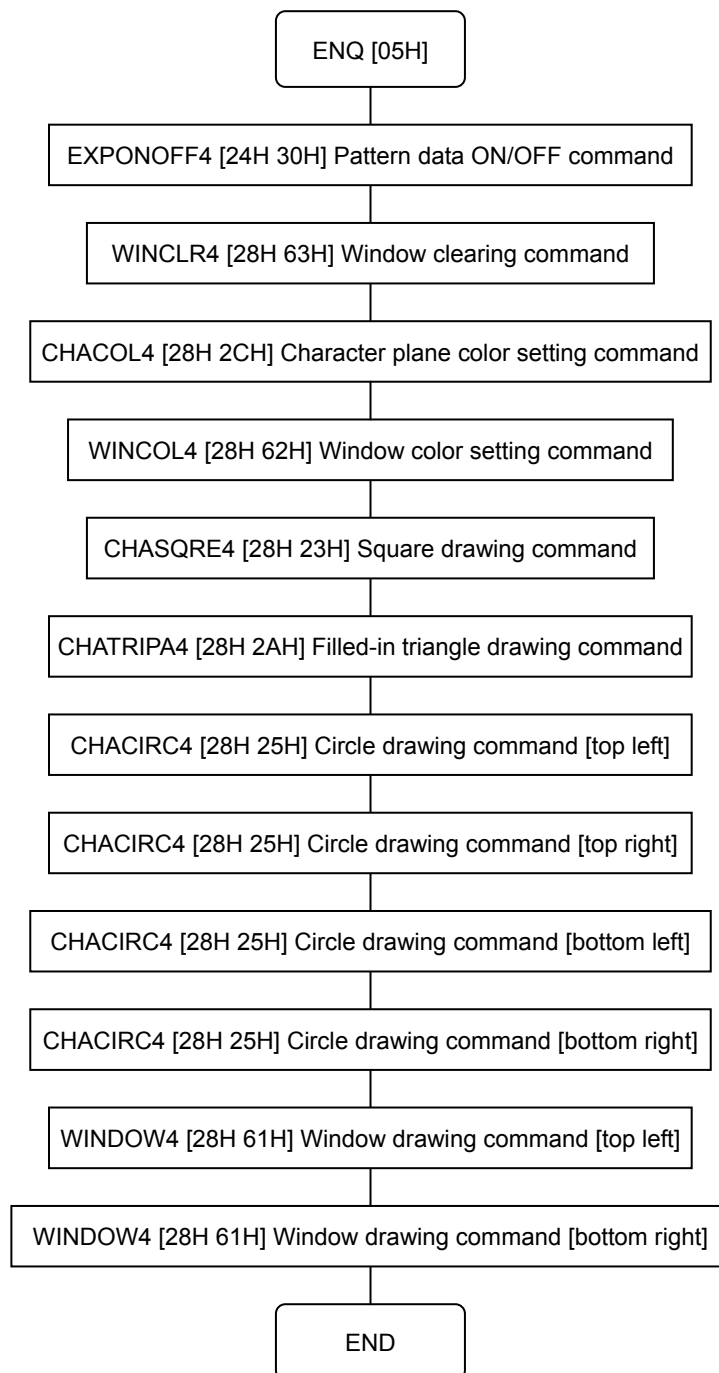 ENQ [05H]
EXPONOFF4 [24H 30H] Pattern data ON/OFF command
WINCLR4 [28H 63H] Window clearing command
CHACOL4 [28H 2CH] Character plane color setting command
WINCOL4 [28H 62H] Window color setting command
CHASQRE4 [28H 23H] Square drawing command
CHATRIPA4 [28H 2AH] Filled-in triangle drawing command
CHACIRC4 [28H 25H] Circle drawing command [top left]
CHACIRC4 [28H 25H] Circle drawing command [top right]
CHACIRC4 [28H 25H] Circle drawing command [bottom left]
CHACIRC4 [28H 25H] Circle drawing command [bottom right]
WINDOW4 [28H 61H] Window drawing command [top left]
WINDOW4 [28H 61H] Window drawing command [bottom right]
END